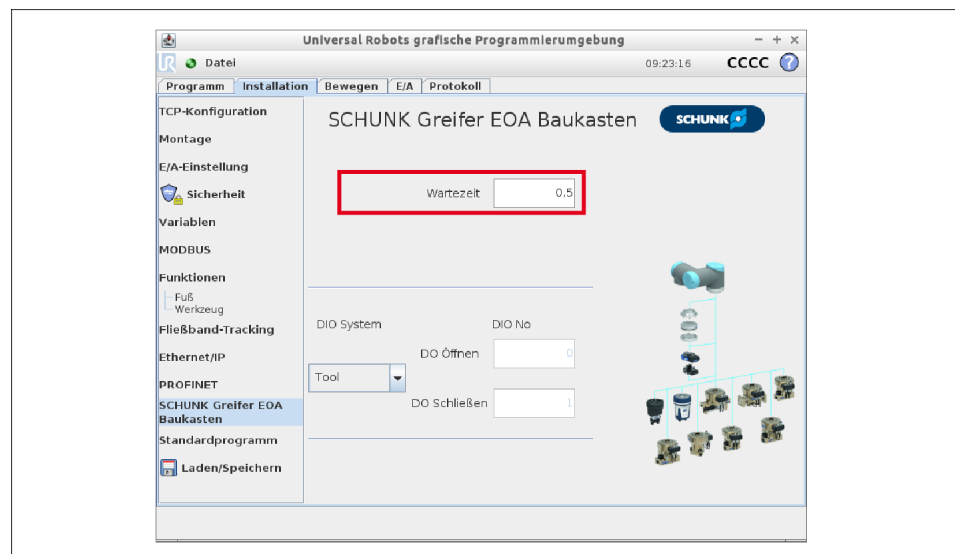 Universal Robots grafische Programmierumgebung
Datei
09:23:16
CCCC
?
Programm Installation Bewegen E/A Protokoll
TCP-Konfiguration
Montage
E/A-Einstellung
Sicherheit
Variablen
MODBUS
Funktionen
Fuß
Werkzeug
Fließband-Tracking
Ethernet/IP
PROFINET
SCHUNK Greifer EOA
Baukasten
Standardprogramm
Laden/Speichern
SCHUNK Greifer EOA Baukasten
SCHUNK
Wartezeit 0.5
DIO System DIO No
DO Öffnen 0
Tool
DO Schließen 1